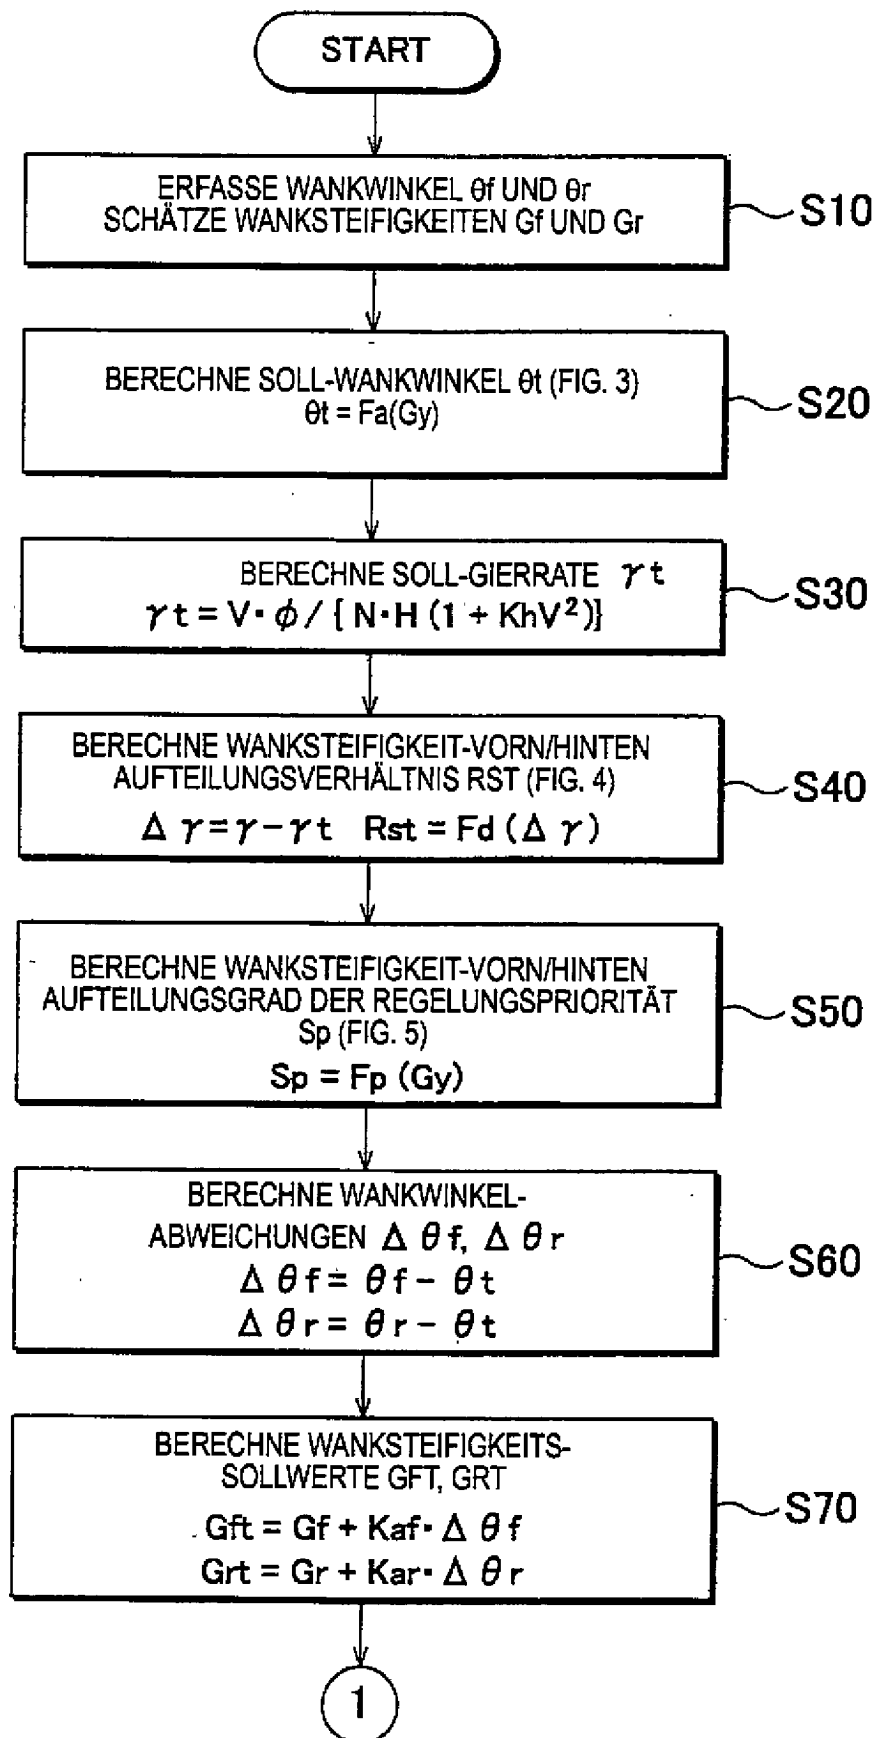 START
ERFASSE WANKWINKEL θf UND θr
SCHÄTZE WANKSTEIFIGKEITEN Gf UND Gr
S10
BERECHNE SOLL-WANKWINKEL θt (FIG. 3)
θt = Fa(Gy)
S20
BERECHNE SOLL-GIERRATE γt
γt = V・φ / { N・H (1 + KhV²)}
S30
BERECHNE WANKSTEIFIGKEIT-VORN/HINTEN
AUFTEILUNGSVERHÄLTNIS RST (FIG. 4)
Δγ = γ − γt Rst = Fd (Δγ)
S40
BERECHNE WANKSTEIFIGKEIT-VORN/HINTEN
AUFTEILUNGSGRAD DER REGELUNGSPRIORITÄT
Sp (FIG. 5)
Sp = Fp (Gy)
S50
BERECHNE WANKWINKEL-
ABWEICHUNGEN Δθf, Δθr
Δθf = θf − θt
Δθr = θr − θt
S60
BERECHNE WANKSTEIFIGKEITS-
SOLLWERTE GFT, GRT
Gft = Gf + Kaf・Δθf
Grt = Gr + Kar・Δθr
S70
1